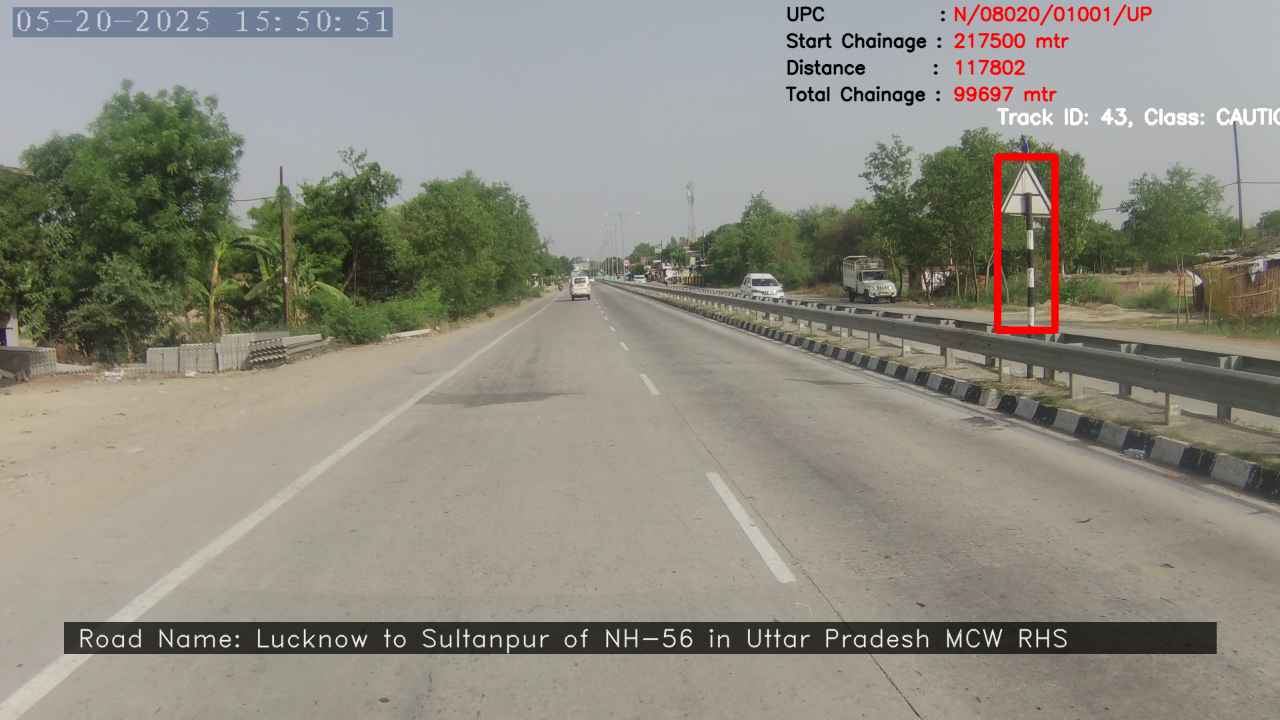 05-20-2025 15:50:51
UPC : N/08020/01001/UP
Start Chainage : 217500 mtr
Distance : 117802
Total Chainage : 99697 mtr
Track ID: 43, Class: CAUTIO
Road Name: Lucknow to Sultanpur of NH-56 in Uttar Pradesh MCW RHS